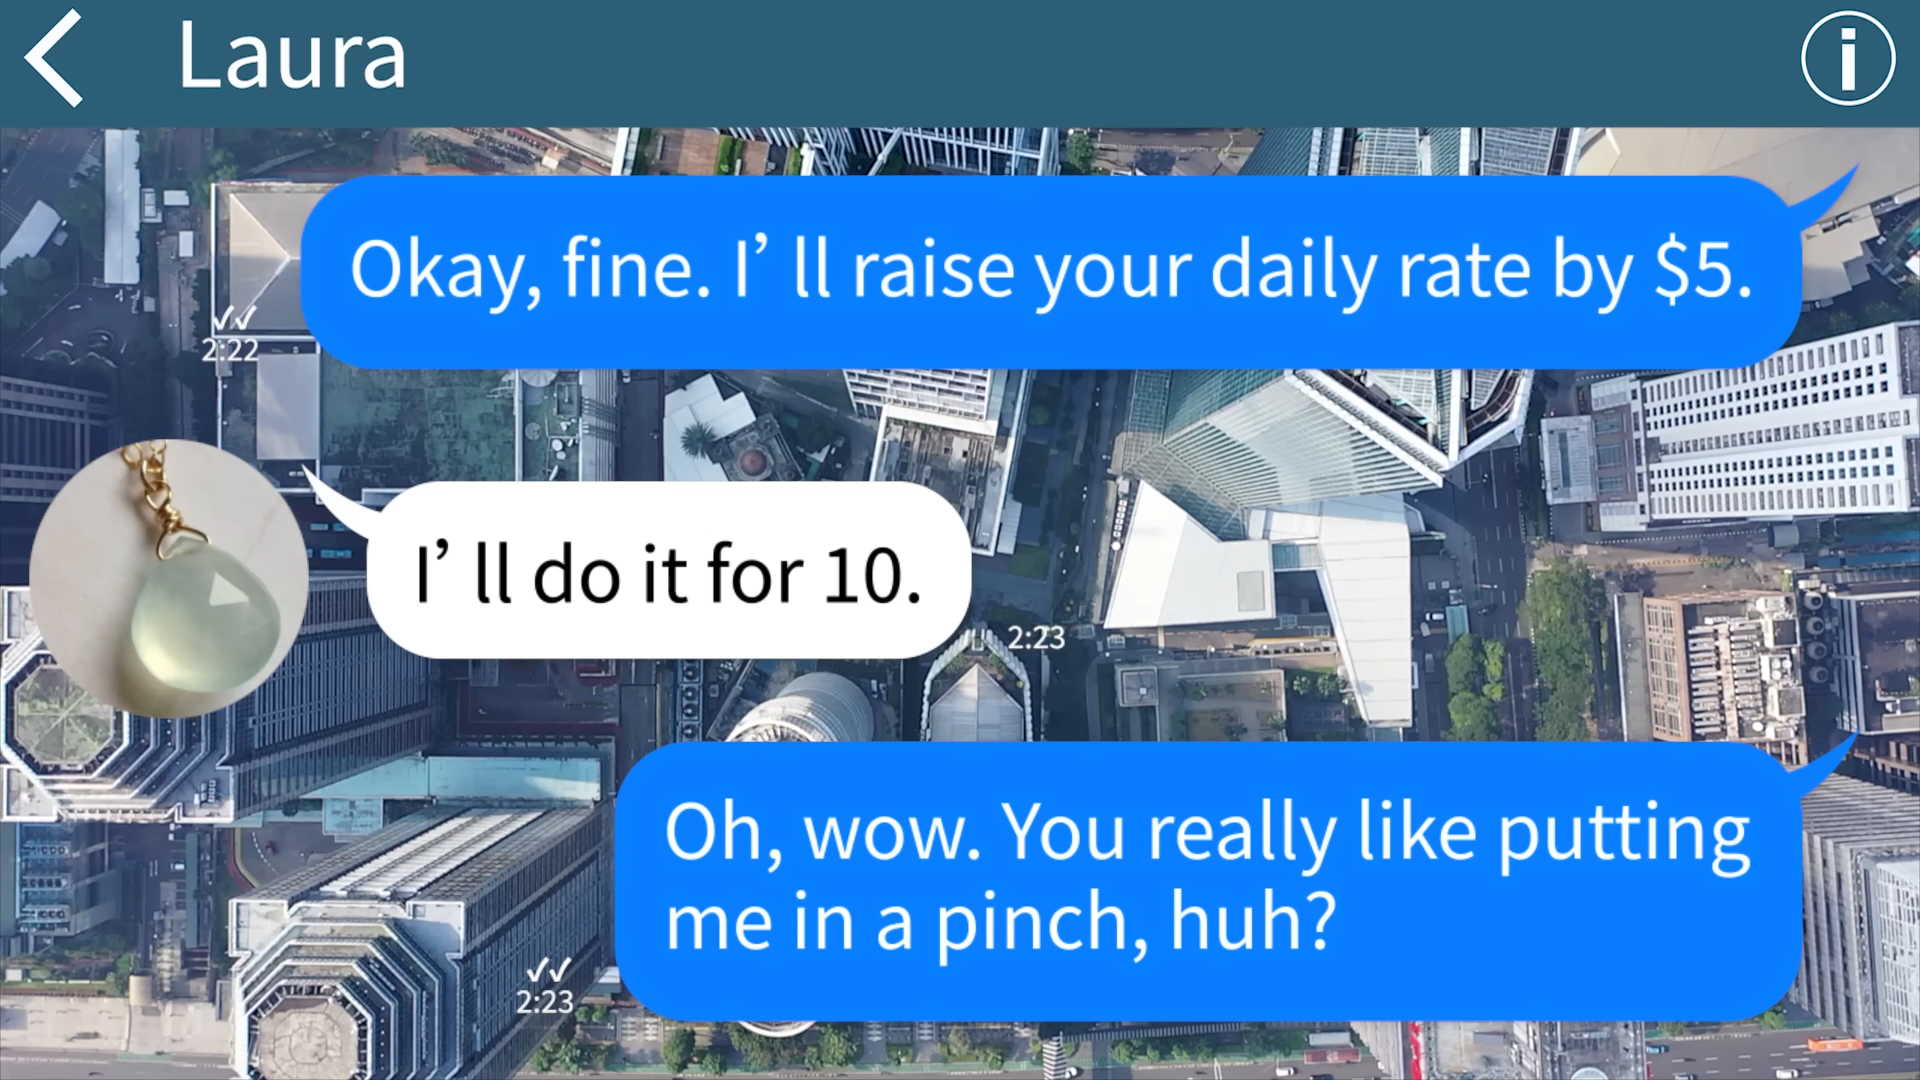 Laura
Okay, fine. I’ ll raise your daily rate by $5.
2:22
I’ ll do it for 10.
2:23
Oh, wow. You really like putting
me in a pinch, huh?
2:23